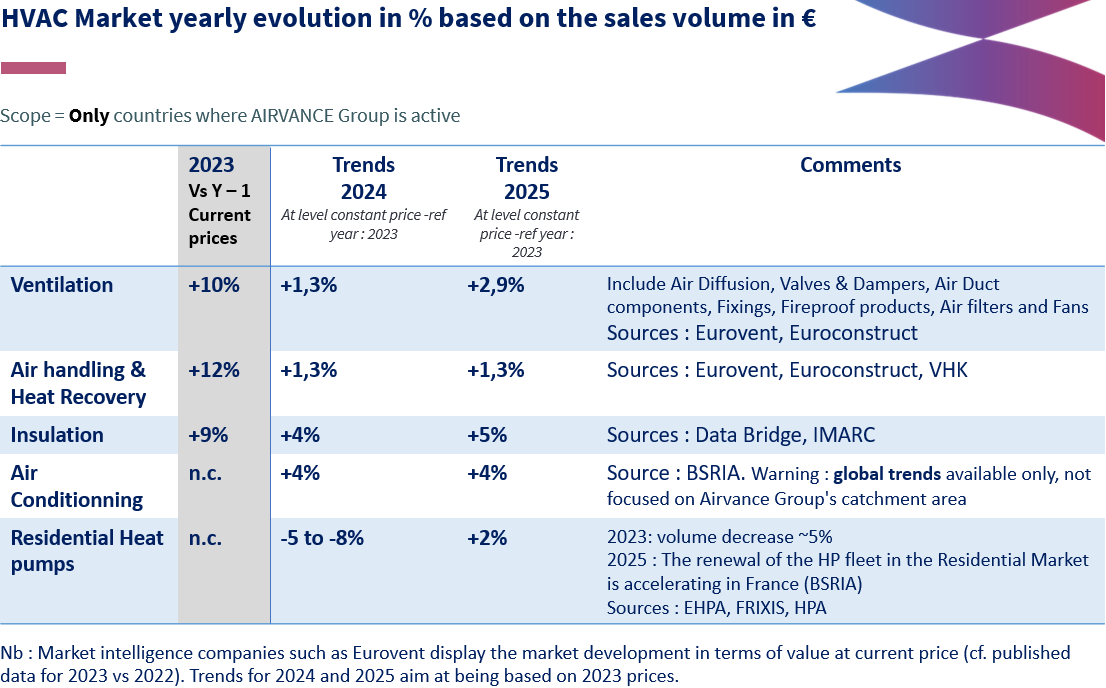 HVAC Market yearly evolution in % based on the sales volume in €
Scope = Only countries where AIRVANCE Group is active
2023
Vs Y – 1
Current
prices
Trends
2024
At level constant price -ref
year : 2023
Trends
2025
At level constant
price -ref year :
2023
Comments
Ventilation
+10%
+1,3%
+2,9%
Include Air Diffusion, Valves & Dampers, Air Duct
components, Fixings, Fireproof products, Air filters and Fans
Sources : Eurovent, Euroconstruct
Air handling &
Heat Recovery
+12%
+1,3%
+1,3%
Sources : Eurovent, Euroconstruct, VHK
Insulation
+9%
+4%
+5%
Sources : Data Bridge, IMARC
Air
Conditionning
n.c.
+4%
+4%
Source : BSRIA. Warning : global trends available only, not
focused on Airvance Group's catchment area
Residential Heat
pumps
n.c.
-5 to -8%
+2%
2023: volume decrease ~5%
2025 : The renewal of the HP fleet in the Residential Market
is accelerating in France (BSRIA)
Sources : EHPA, FRIXIS, HPA
Nb : Market intelligence companies such as Eurovent display the market development in terms of value at current price (cf. published
data for 2023 vs 2022). Trends for 2024 and 2025 aim at being based on 2023 prices.